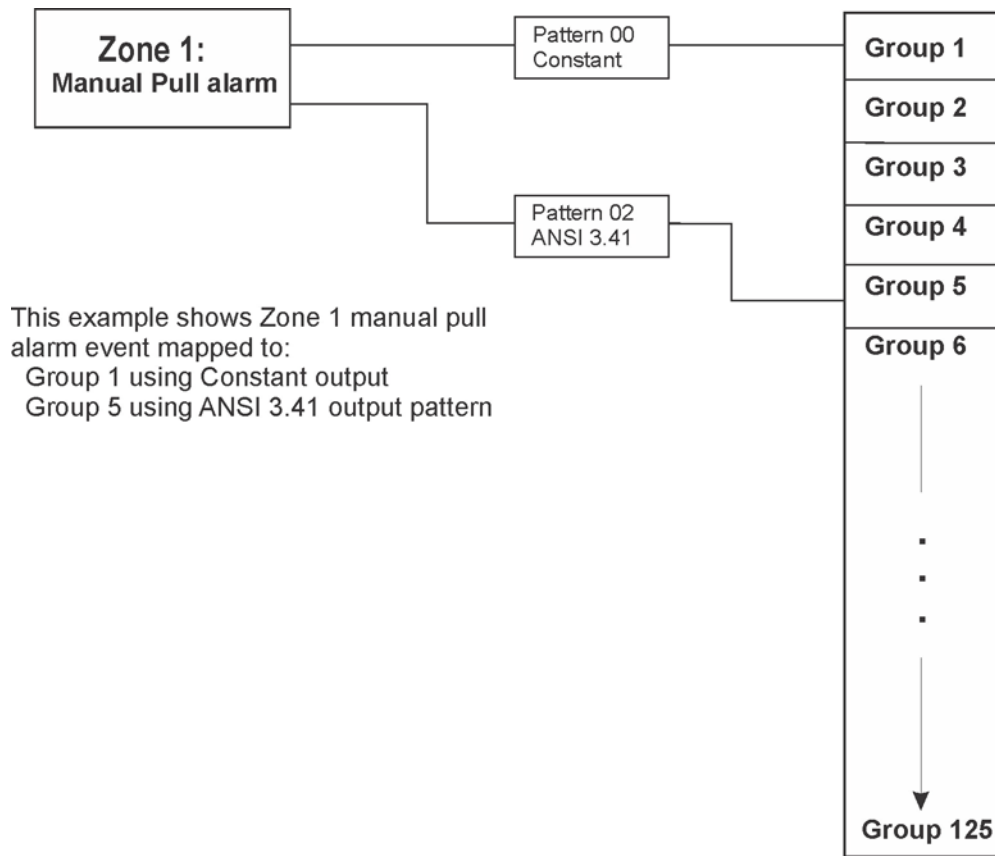 Zone 1:
Manual Pull alarm
Pattern 00
Constant
Pattern 02
ANSI 3.41
This example shows Zone 1 manual pull
alarm event mapped to:
Group 1 using Constant output
Group 5 using ANSI 3.41 output pattern
Group 1
Group 2
Group 3
Group 4
Group 5
Group 6
Group 125